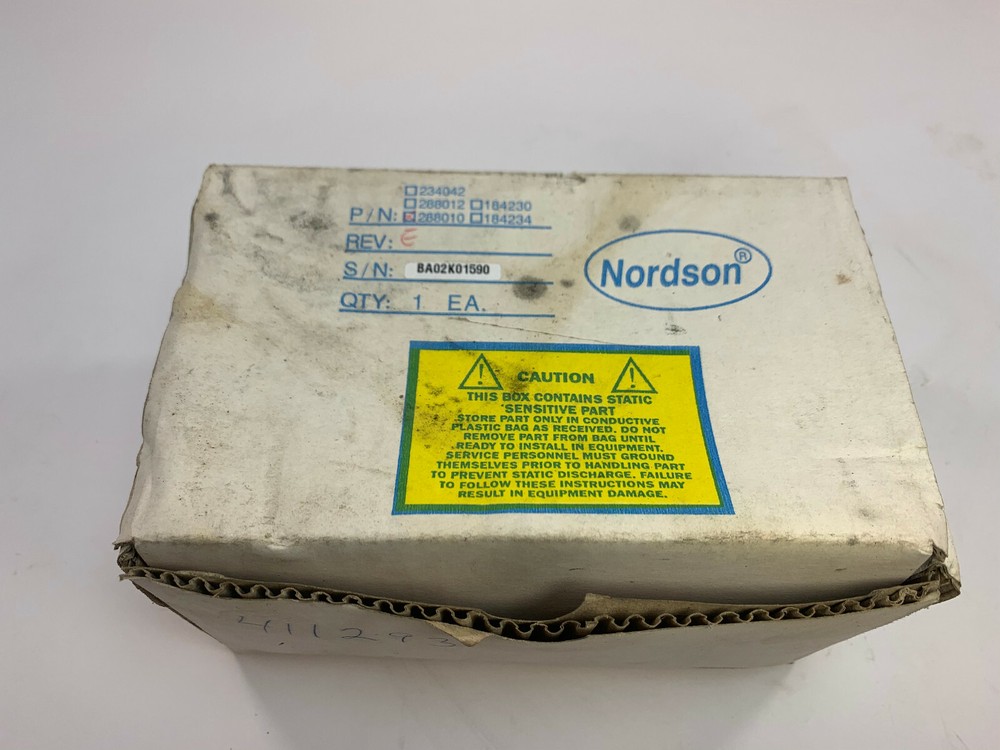 234042
288012 184230
P/N: 288010 184234
REV: E
S/N: BA02K01590
QTY: 1 EA.
Nordson®
CAUTION
THIS BOX CONTAINS STATIC
SENSITIVE PART
STORE PART ONLY IN CONDUCTIVE
PLASTIC BAG AS RECEIVED. DO NOT
REMOVE PART FROM BAG UNTIL
READY TO INSTALL IN EQUIPMENT.
SERVICE PERSONNEL MUST GROUND
THEMSELVES PRIOR TO HANDLING PART
TO PREVENT STATIC DISCHARGE. FAILURE
TO FOLLOW THESE INSTRUCTIONS MAY
RESULT IN EQUIPMENT DAMAGE.
411293